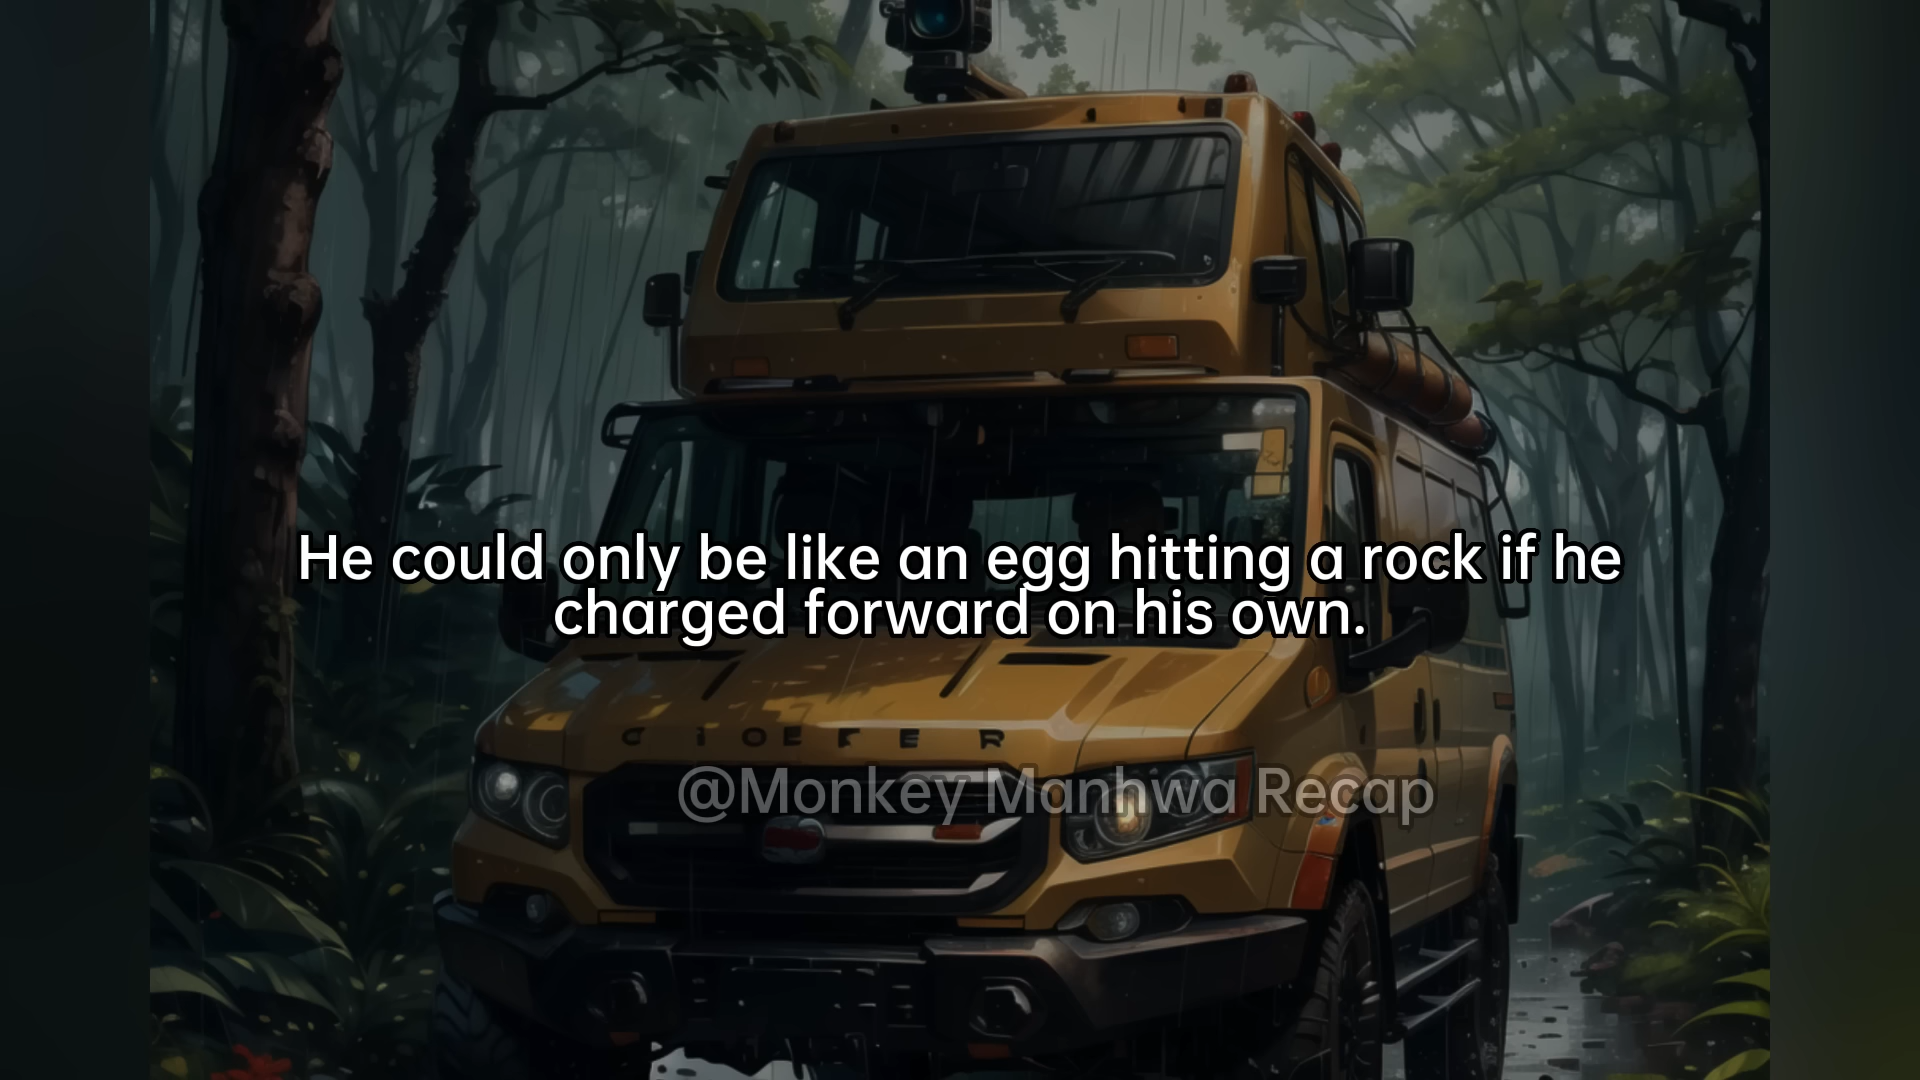 He could only be like an egg hitting a rock if he
charged forward on his own.
@Monkey Manhwa Recap